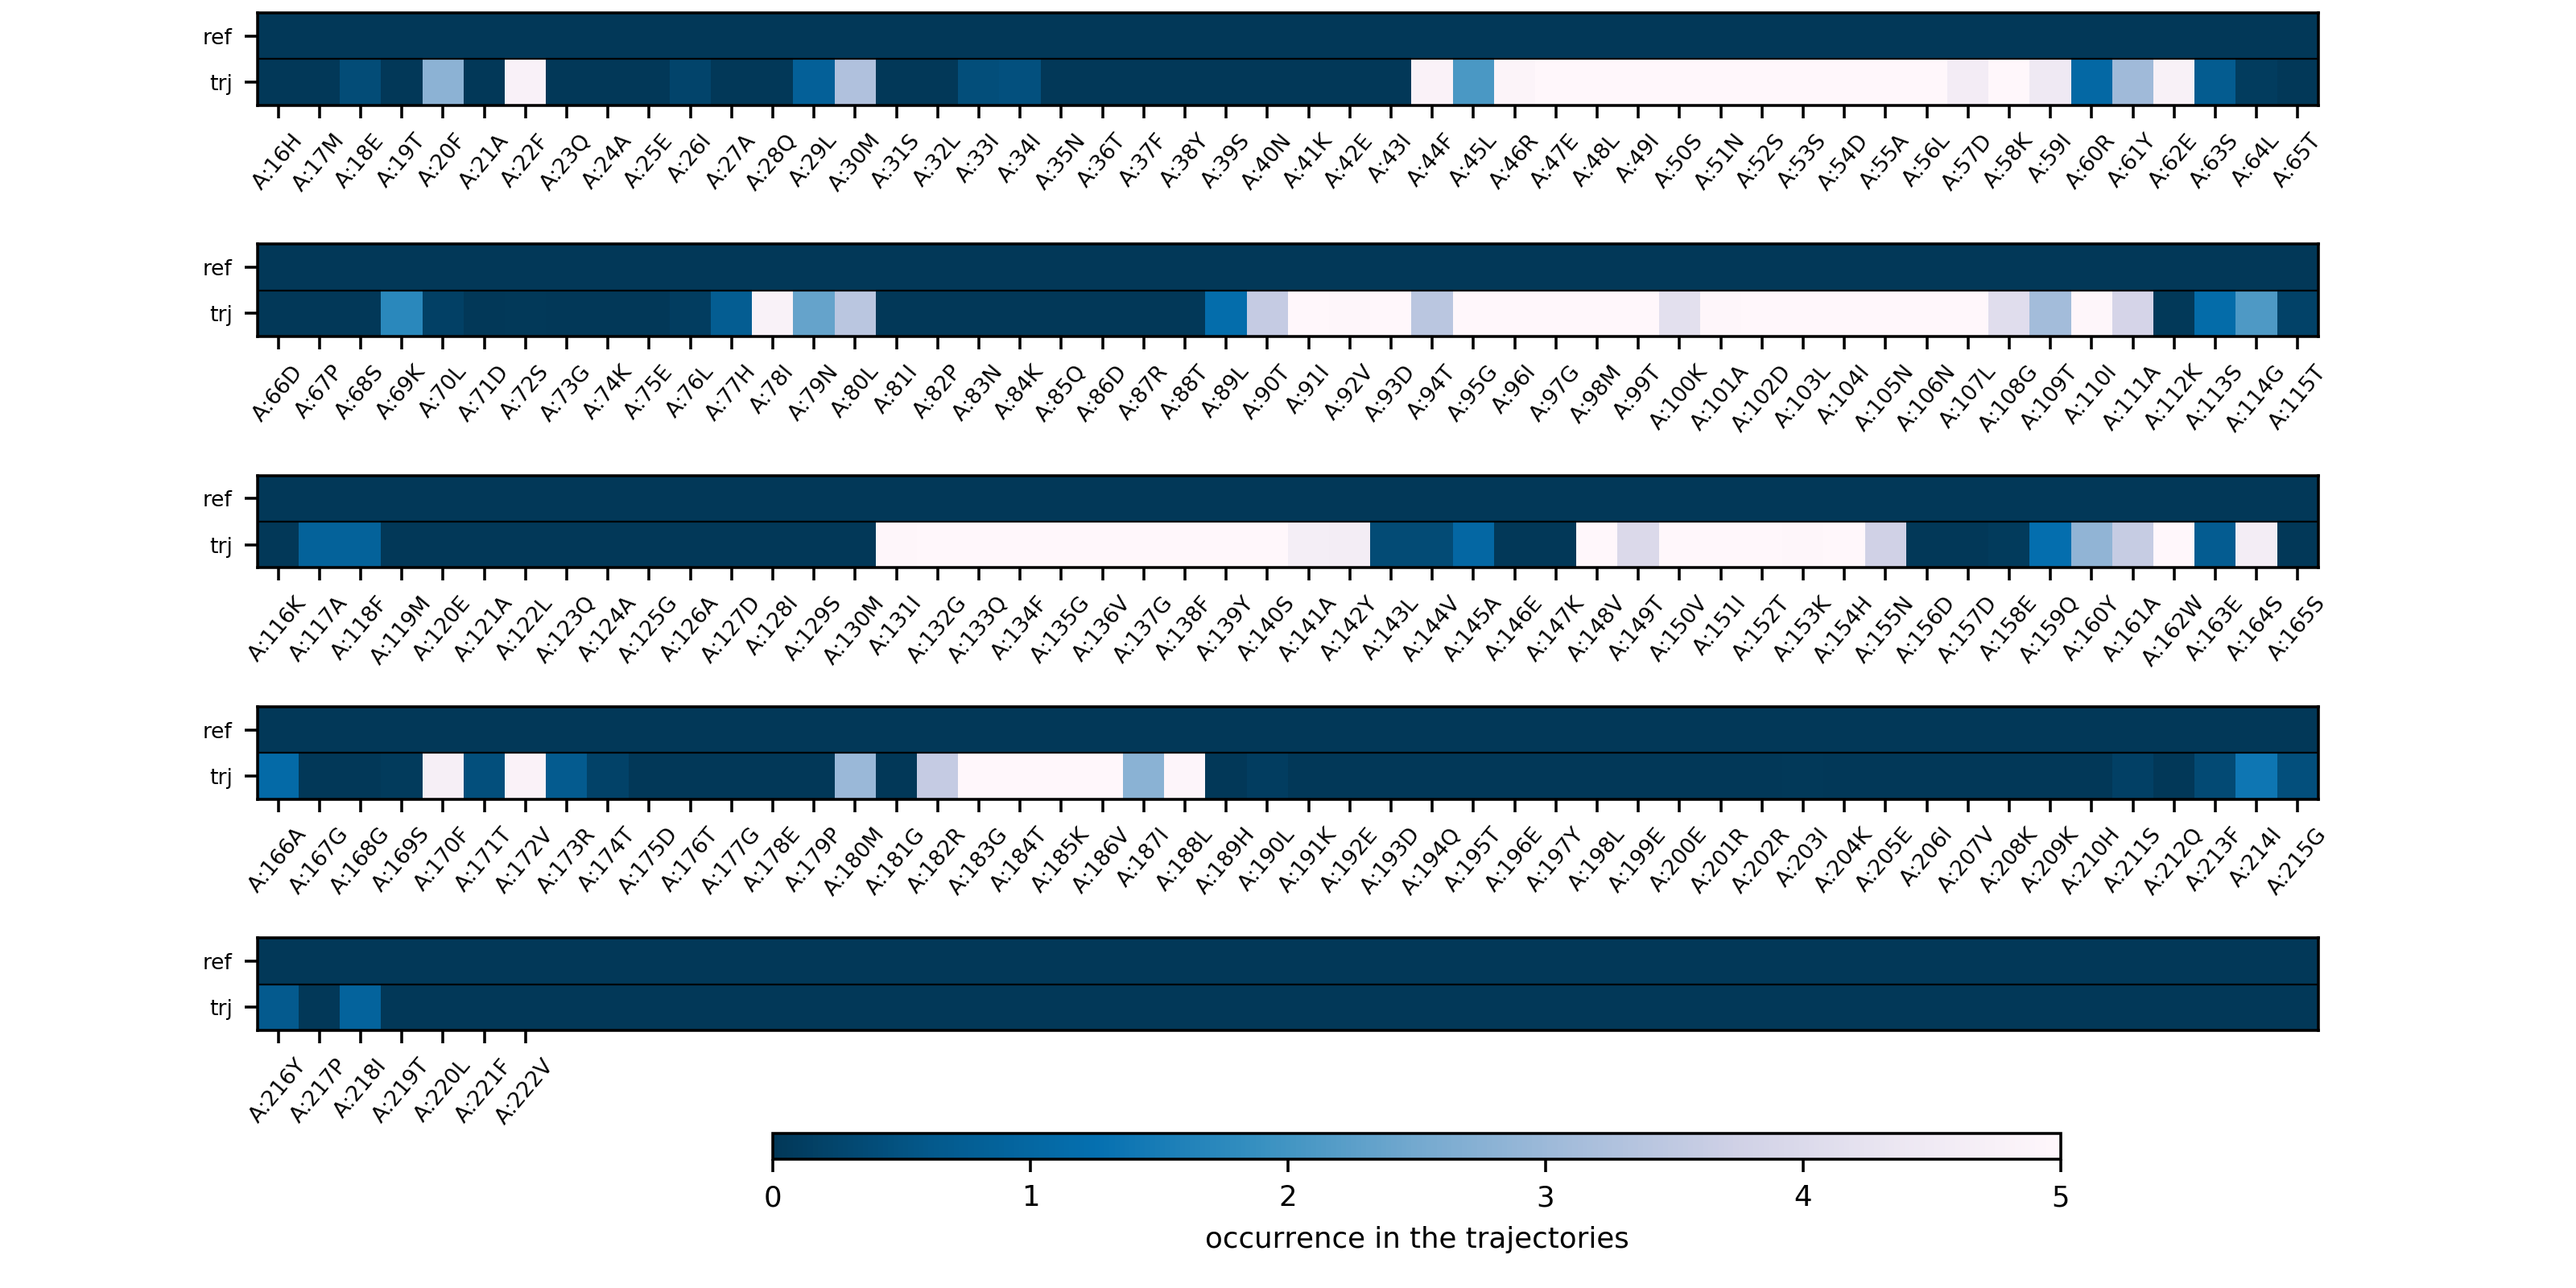 ref
trj
A:16H A:17M A:18E A:19T A:20F A:21A A:22F A:23Q A:24A A:25E A:26I A:27A A:28Q A:29L A:30M A:31S A:32L A:33I A:34I A:35N A:36T A:37F A:38Y A:39S A:40N A:41K A:42E A:43I A:44F A:45L A:46R A:47E A:48L A:49I A:50S A:51N A:52S A:53S A:54D A:55A A:56L A:57D A:58K A:59I A:60R A:61Y A:62E A:63S A:64L A:65T
ref
trj
A:66D A:67P A:68S A:69K A:70L A:71D A:72S A:73G A:74K A:75E A:76L A:77H A:78I A:79N A:80L A:81I A:82P A:83N A:84K A:85Q A:86D A:87R A:88T A:89L A:90T A:91I A:92V A:93D A:94T A:95G A:96I A:97G A:98M A:99T A:100K A:101A A:102D A:103L A:104I A:105N A:106N A:107L A:108G A:109T A:110I A:111A A:112K A:113S A:114G A:115T
ref
trj
A:116K A:117A A:118F A:119M A:120E A:121A A:122L A:123Q A:124A A:125G A:126A A:127D A:128I A:129S A:130M A:131I A:132G A:133Q A:134F A:135G A:136V A:137G A:138F A:139Y A:140S A:141A A:142Y A:143L A:144V A:145A A:146E A:147K A:148V A:149T A:150V A:151I A:152T A:153K A:154H A:155N A:156D A:157D A:158E A:159Q A:160Y A:161A A:162W A:163E A:164S A:165S
ref
trj
A:166A A:167G A:168G A:169S A:170F A:171T A:172V A:173R A:174T A:175D A:176T A:177G A:178E A:179P A:180M A:181G A:182R A:183G A:184T A:185K A:186V A:187I A:188L A:189H A:190L A:191K A:192E A:193D A:194Q A:195T A:196E A:197Y A:198L A:199E A:200E A:201R A:202R A:203I A:204K A:205E A:206I A:207V A:208K A:209K A:210H A:211S A:212Q A:213F A:214I A:215G
ref
trj
A:216Y A:217P A:218I A:219T A:220L A:221F A:222V
0 1 2 3 4 5
occurrence in the trajectories